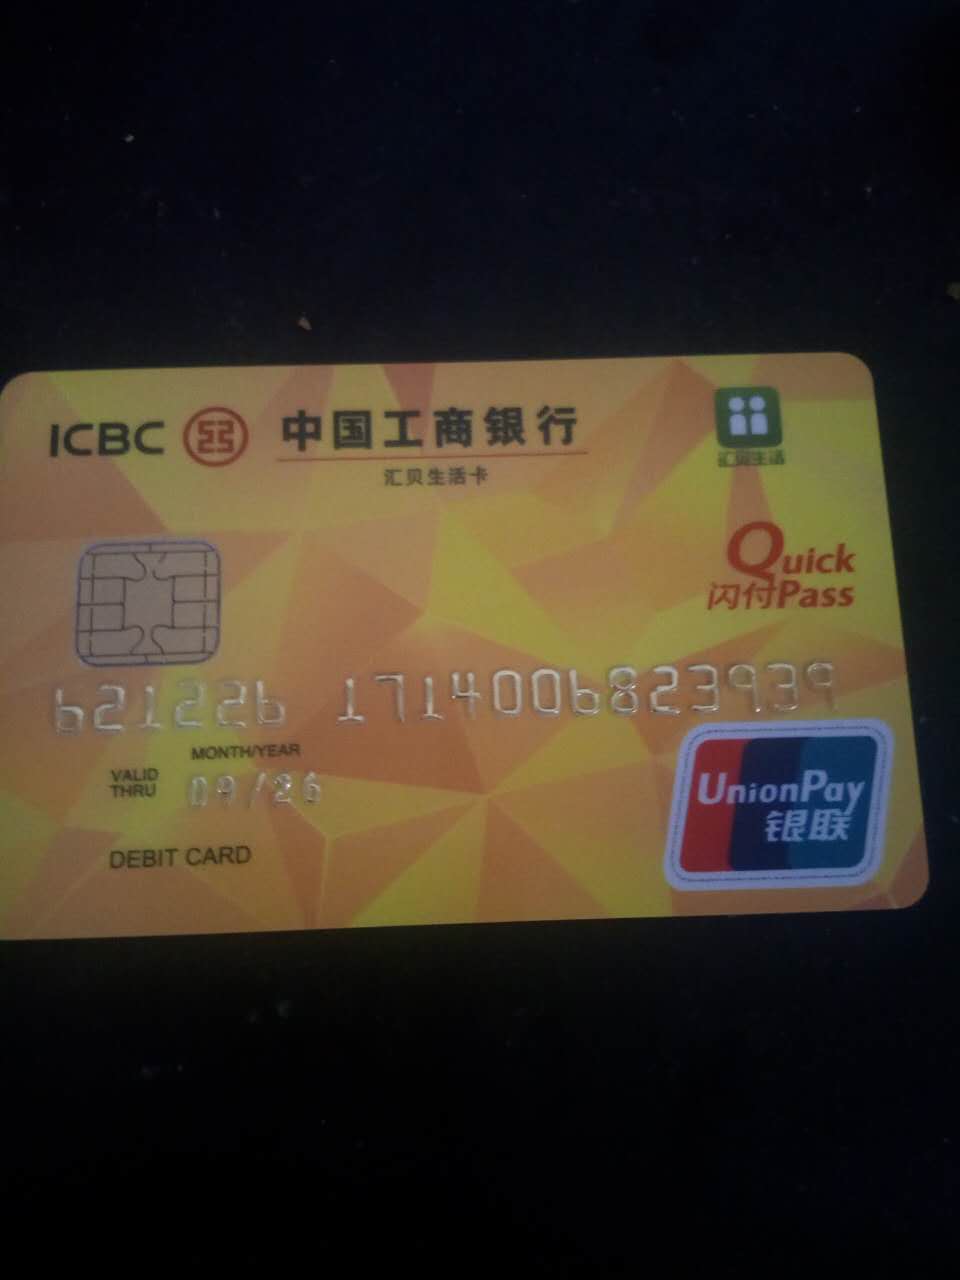 ICBC 中国工商银行
汇贝生活卡
汇贝生活
Quick
闪付Pass
621226 1714006823939
MONTH/YEAR
VALID
THRU 09/26
DEBIT CARD
UnionPay
银联